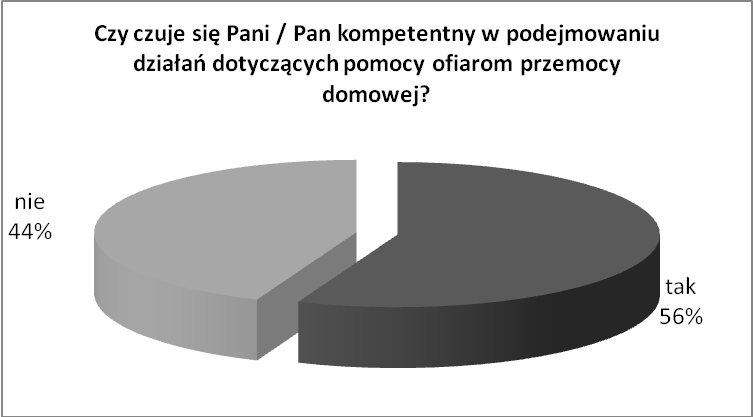 Czy czuje się Pani / Pan kompetentny w podejmowaniu
działań dotyczących pomocy ofiarom przemocy
domowej?
nie
44%
tak
56%